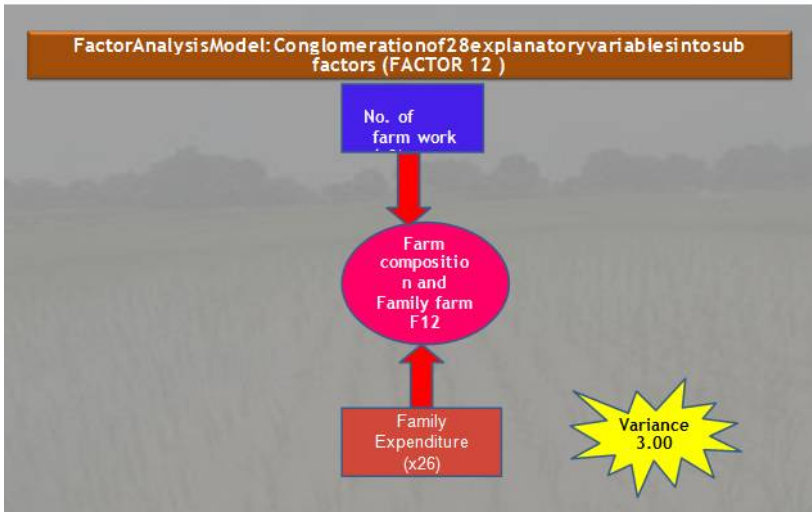 FactorAnalysisModel:Conglomerationof28explanatoryvariablesintosub
factors (FACTOR 12 )
No. of
farm work
Farm
compositio
n and
Family farm
F12
Family
Expenditure
(x26)
Variance
3.00